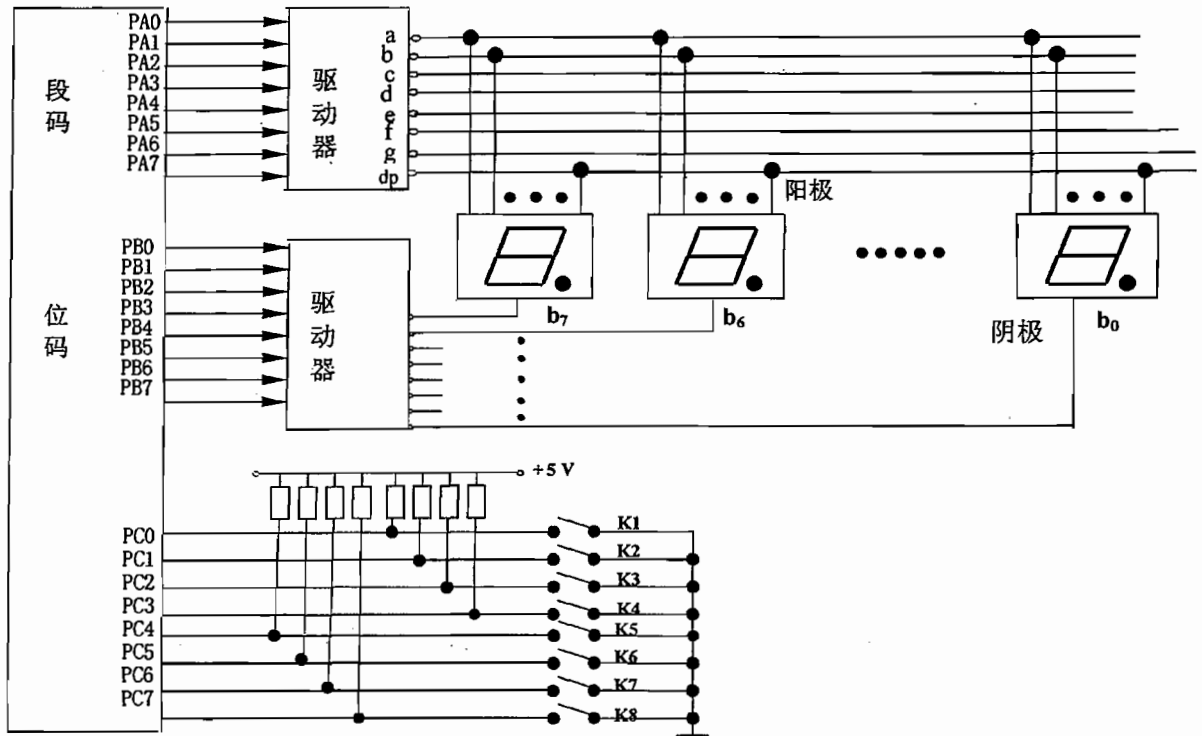 段码
PA0
PA1
PA2
PA3
PA4
PA5
PA6
PA7
驱动器
a
b
c
d
e
f
g
dp
阳极
位码
PB0
PB1
PB2
PB3
PB4
PB5
PB6
PB7
驱动器
b7
b6
b0
阴极
+5 V
PC0
PC1
PC2
PC3
PC4
PC5
PC6
PC7
K1
K2
K3
K4
K5
K6
K7
K8